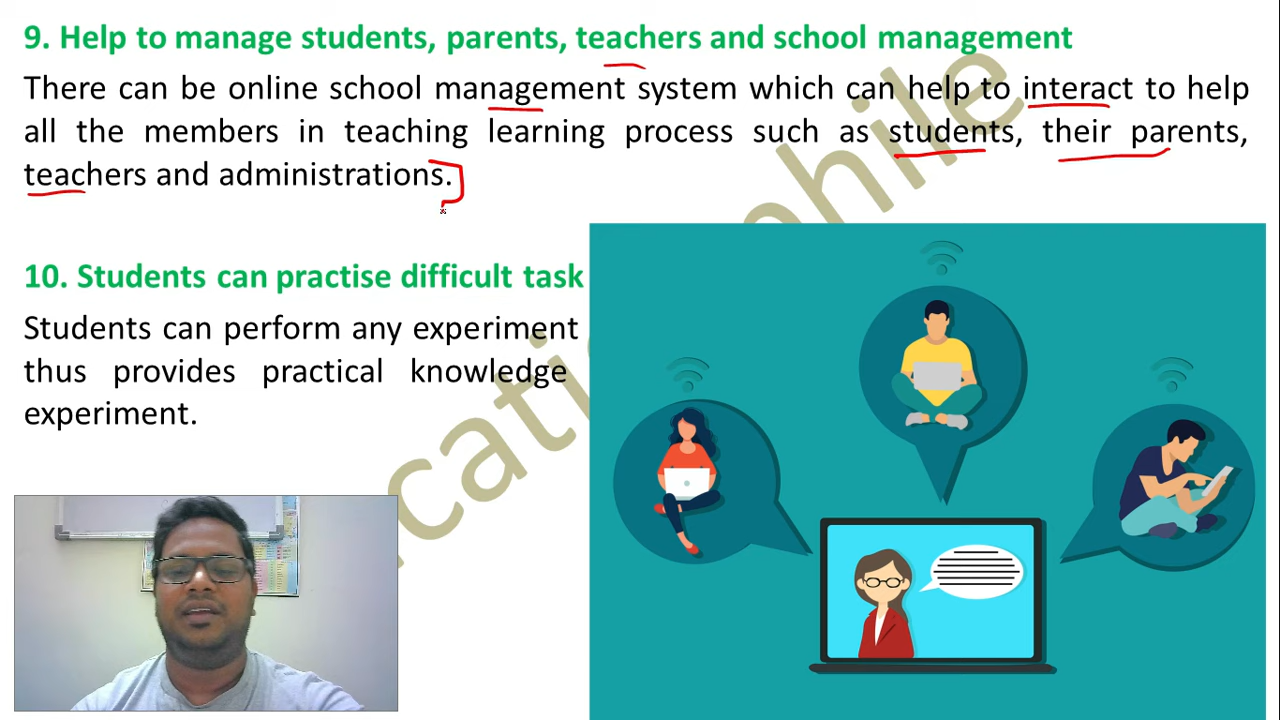 9. Help to manage students, parents, teachers and school management
There can be online school management system which can help to interact to help
all the members in teaching learning process such as students, their parents,
teachers and administrations.
10. Students can practise difficult task
Students can perform any experiment
thus provides practical knowledge
experiment.